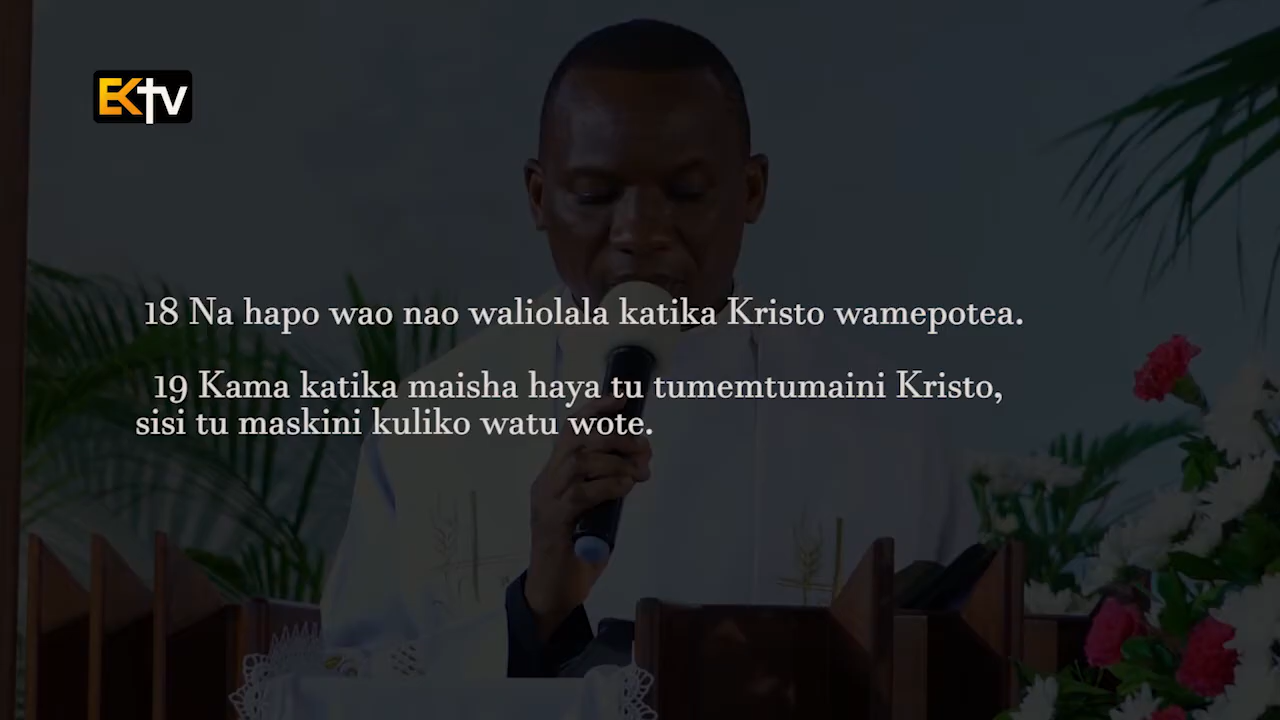 EKtv
18 Na hapo wao nao waliolala katika Kristo wamepotea.
19 Kama katika maisha haya tu tumemtumaini Kristo,
sisi tu maskini kuliko watu wote.